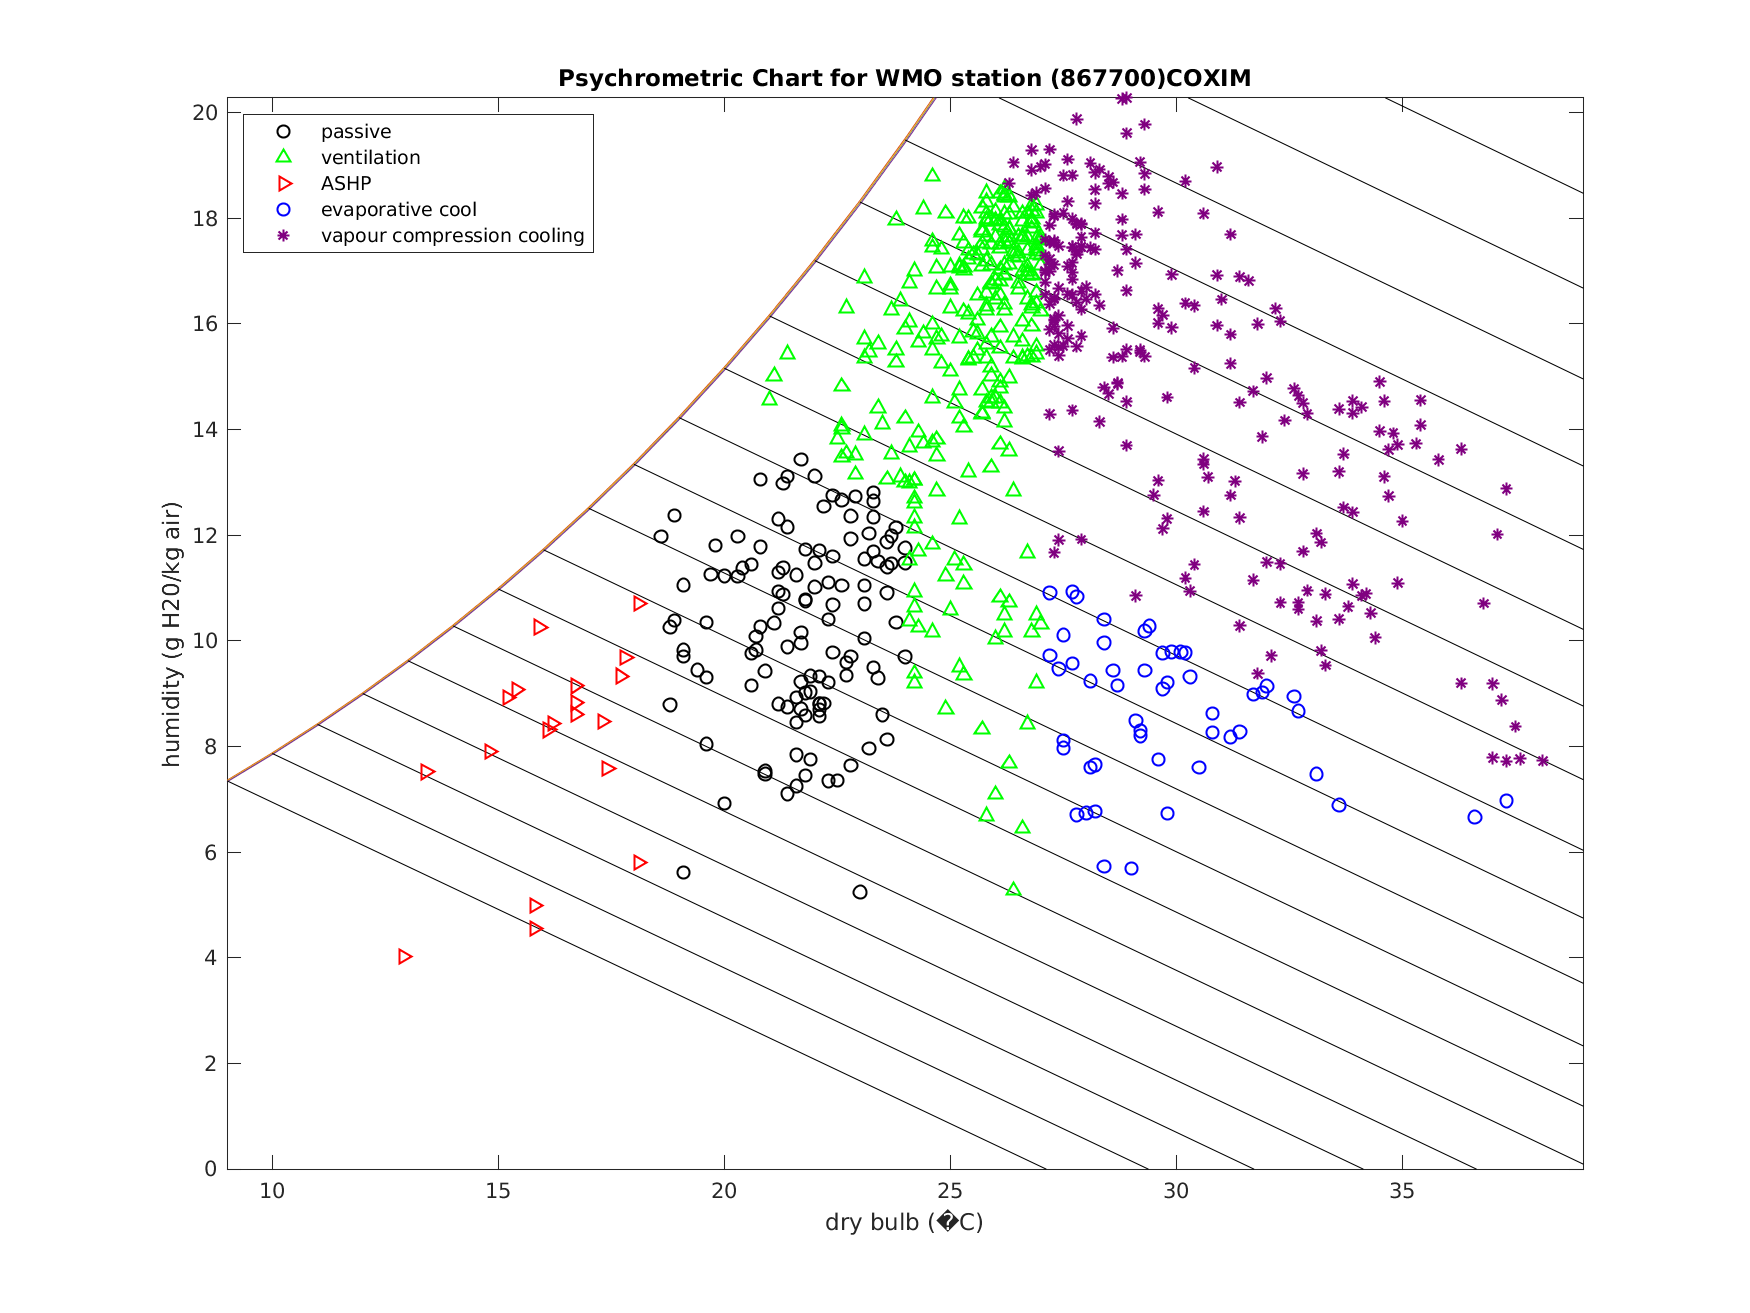 Psychrometric Chart for WMO station (867700)COXIM
passive
ventilation
ASHP
evaporative cool
vapour compression cooling
humidity (g H20/kg air)
20
18
16
14
12
10
8
6
4
2
0
10 15 20 25 30 35
dry bulb (�C)